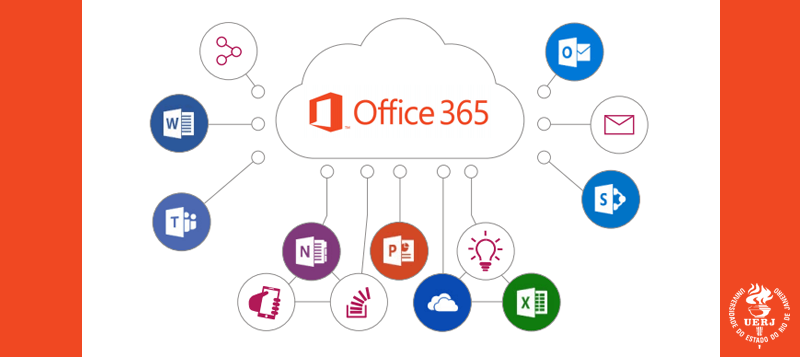 Office 365
O
W
S
T
N
P
X
UNIVERSIDADE DO ESTADO DO RIO DE JANEIRO
UERJ